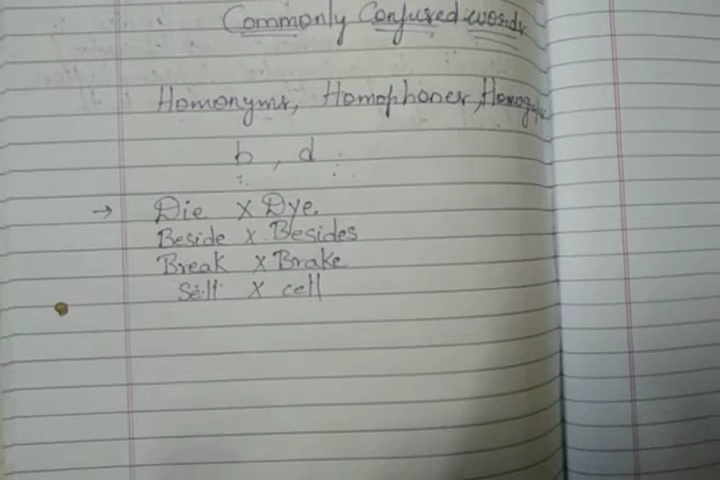 Commonly Confused words
Homonyms, Homophones,
b , d
→ Die X Dye.
Beside X Besides
Break X Brake
Sell X cell